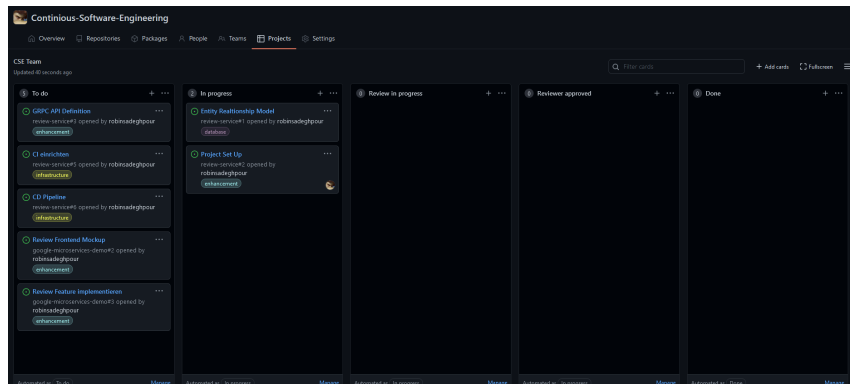 Continious-Software-Engineering
Overview Repositories Packages People Teams Projects Settings
CSE Team
Updated 40 seconds ago
Filter cards
+ Add cards Fullscreen
5 To do + ...
GRPC API Definition ...
review-service#3 opened by robinsadeghpour
enhancement
CI einrichten ...
review-service#5 opened by robinsadeghpour
infrastructure
CD Pipeline ...
review-service#6 opened by robinsadeghpour
infrastructure
Review Frontend Mockup ...
google-microservices-demo#2 opened by
robinsadeghpour
enhancement
Review Feature implementieren ...
google-microservices-demo#3 opened by
robinsadeghpour
enhancement
Automated as To do Manage
2 In progress + ...
Entity Realtionship Model ...
review-service#1 opened by robinsadeghpour
database
Project Set Up ...
review-service#2 opened by
robinsadeghpour
enhancement
Automated as In progress Manage
0 Review in progress + ...
Automated as In progress Manage
0 Reviewer approved + ...
Automated as In progress Manage
0 Done + ...
Automated as Done Manage